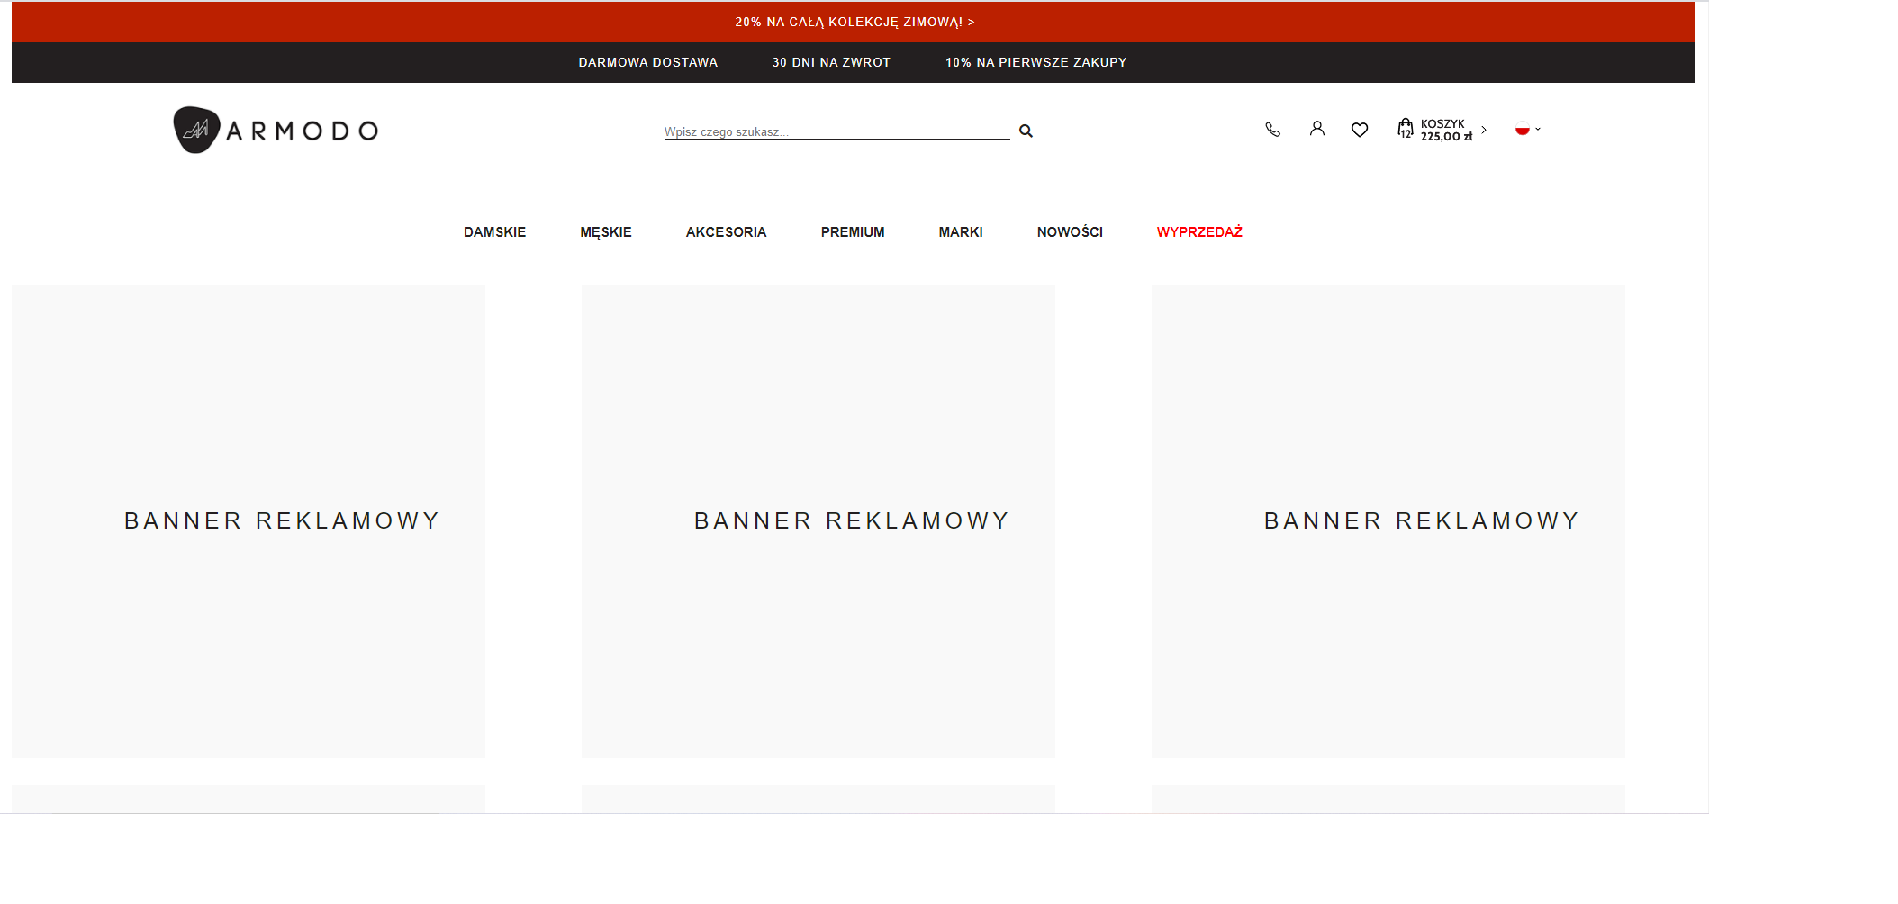 20% NA CAŁĄ KOLEKCJĘ ZIMOWĄ! >
DARMOWA DOSTAWA 30 DNI NA ZWROT 10% NA PIERWSZE ZAKUPY
ARMODO
Wpisz czego szukasz...
12
KOSZYK
225,00 zł
DAMSKIE MĘSKIE AKCESORIA PREMIUM MARKI NOWOŚCI WYPRZEDAŻ
BANNER REKLAMOWY BANNER REKLAMOWY BANNER REKLAMOWY